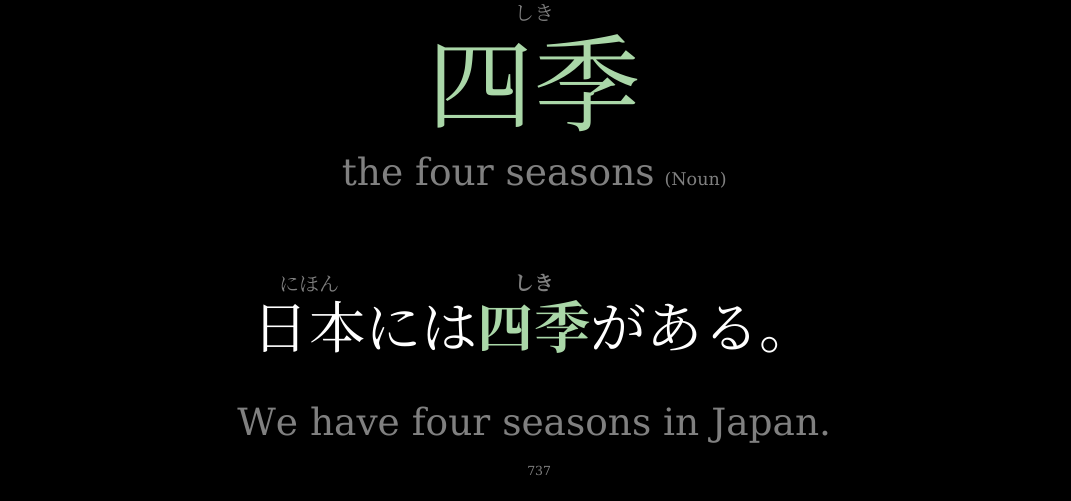 しき
四季
the four seasons (Noun)
にほん しき
日本には四季がある。
We have four seasons in Japan.
737